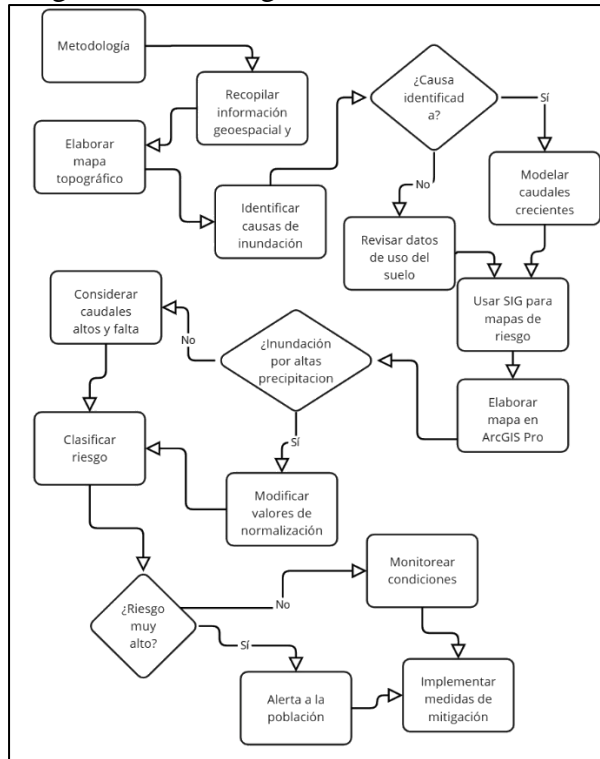 Metodología
Recopilar
información
geoespacial y
Elaborar
mapa
topográfico
Identificar
causas de
inundación
¿Causa
identificad
a?
Sí
No
Modelar
caudales
crecientes
Revisar datos
de uso del
suelo
Usar SIG para
mapas de
riesgo
Elaborar
mapa en
ArcGIS Pro
¿Inundación
por altas
precipitacion
No
Sí
Considerar
caudales
altos y falta
Modificar
valores de
normalización
Clasificar
riesgo
¿Riesgo
muy
alto?
No
Sí
Monitorear
condiciones
Alerta a la
población
Implementar
medidas de
mitigación